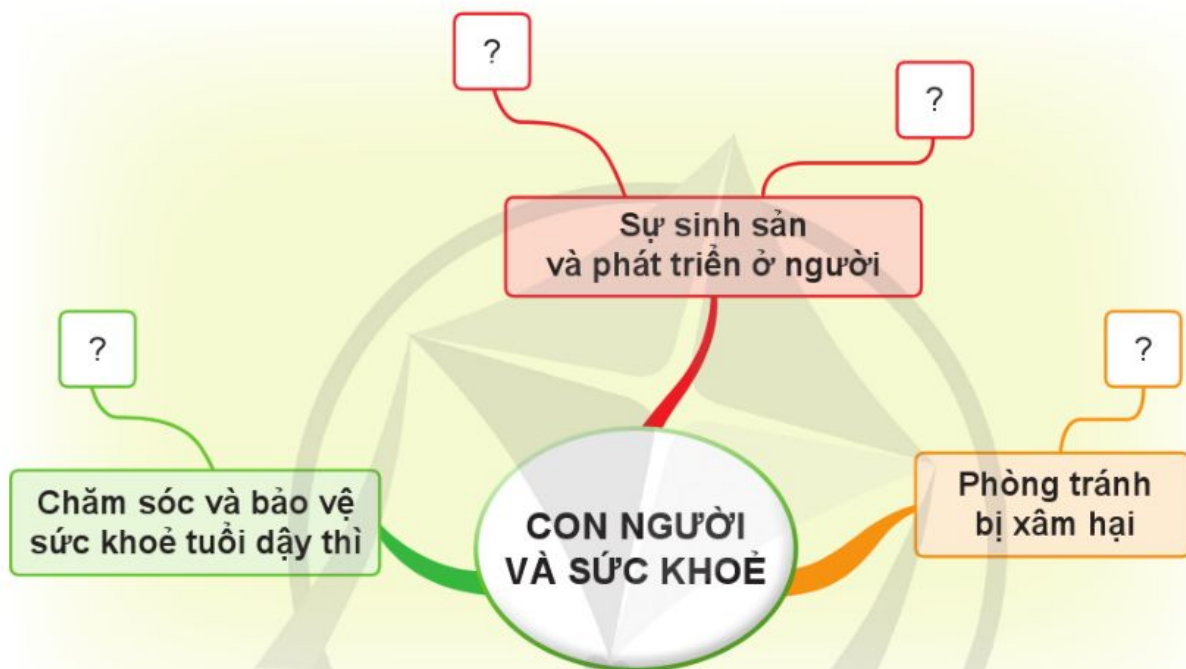 ?
?
Sự sinh sản
và phát triển ở người
?
?
Chăm sóc và bảo vệ
sức khoẻ tuổi dậy thì
Phòng tránh
bị xâm hại
CON NGƯỜI
VÀ SỨC KHOẺ